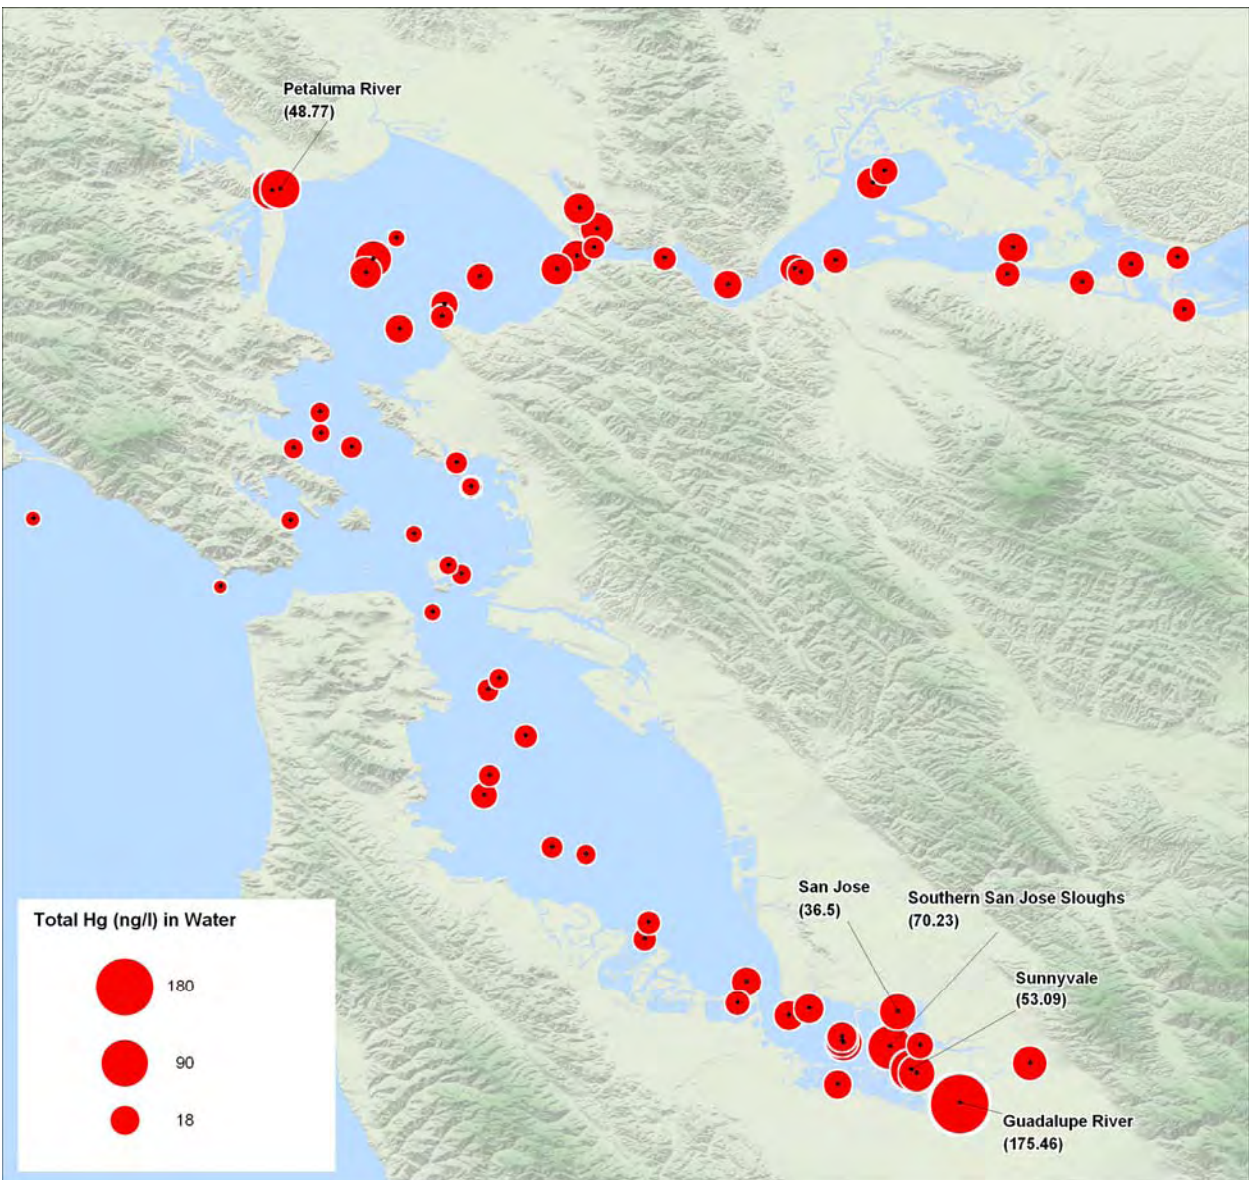 Petaluma River
(48.77)
San Jose
(36.5)
Southern San Jose Sloughs
(70.23)
Sunnyvale
(53.09)
Guadalupe River
(175.46)
Total Hg (ng/l) in Water
180
90
18